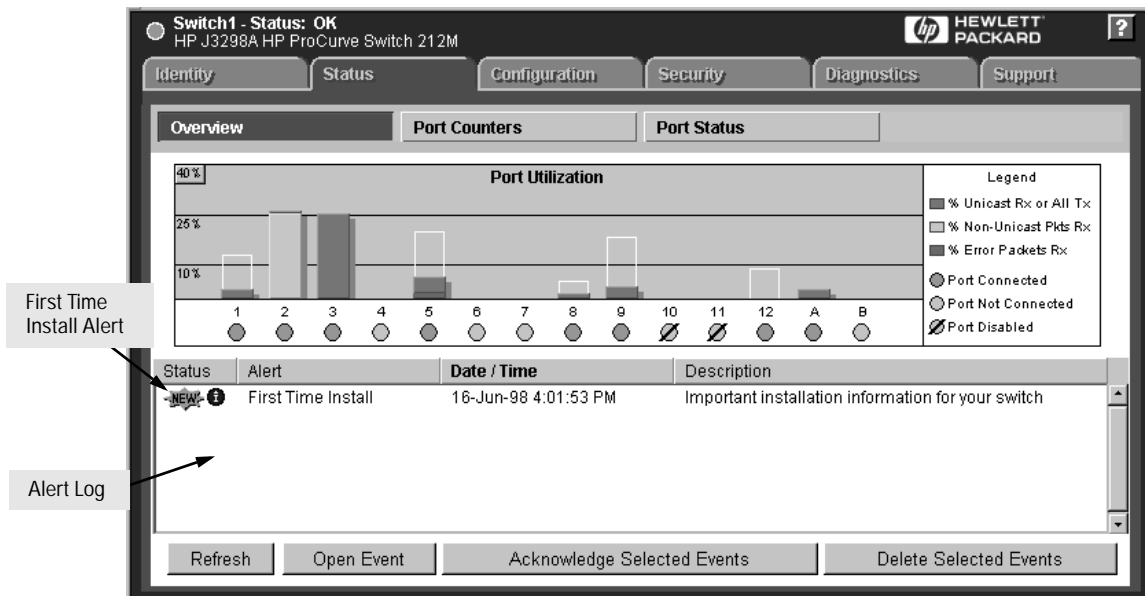 Switch1 - Status: OK
HP J3298A HP ProCurve Switch 212M
hp HEWLETT PACKARD
?
Identity Status Configuration Security Diagnostics Support
Overview Port Counters Port Status
40% Port Utilization
25%
10%
1 2 3 4 5 6 7 8 9 10 11 12 A B
Legend
% Unicast Rx or All Tx
% Non-Unicast Pkts Rx
% Error Packets Rx
Port Connected
Port Not Connected
Port Disabled
First Time
Install Alert
Status Alert Date / Time Description
NEW First Time Install 16-Jun-98 4:01:53 PM Important installation information for your switch
Alert Log
Refresh Open Event Acknowledge Selected Events Delete Selected Events